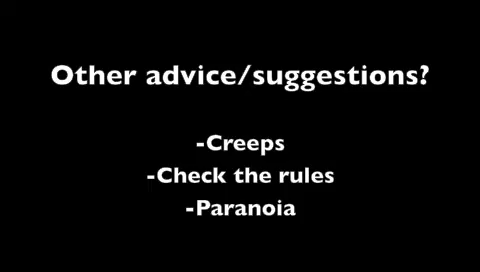 Other advice/suggestions?
-Creeps
-Check the rules
-Paranoia